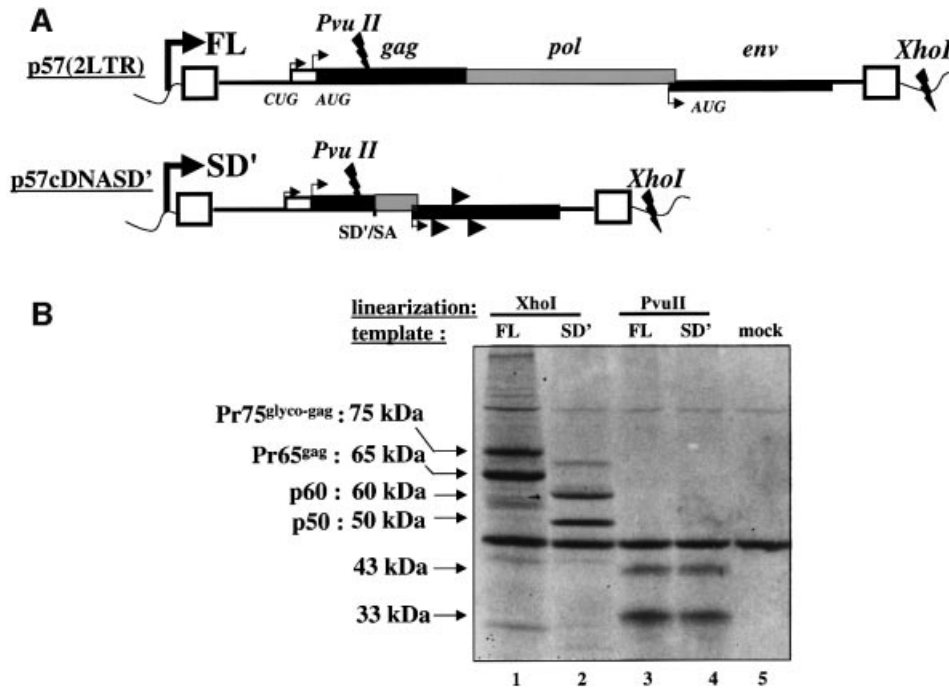 A
FL
Pvu II
gag
pol
env
XhoI
p57(2LTR)
CUG
AUG
AUG
SD'
Pvu II
XhoI
p57cDNASD'
SD'/SA
B
linearization:
XhoI
PvuII
template :
FL
SD'
FL
SD'
mock
Pr75glyco-gag : 75 kDa
Pr65gag : 65 kDa
p60 : 60 kDa
p50 : 50 kDa
43 kDa
33 kDa
1
2
3
4
5